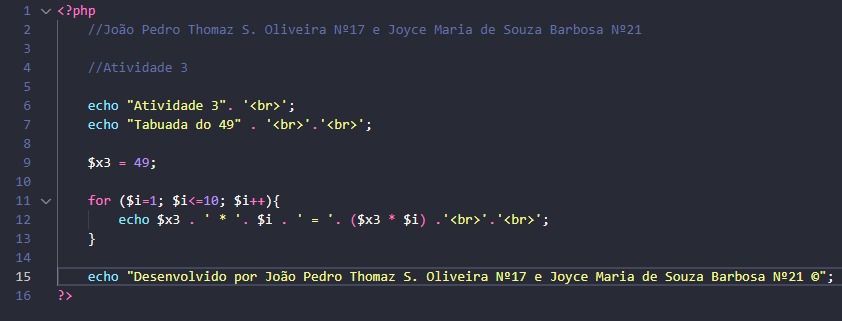 1 <?php
2 //João Pedro Thomaz S. Oliveira Nº17 e Joyce Maria de Souza Barbosa Nº21
3
4 //Atividade 3
5
6 echo "Atividade 3". '<br>';
7 echo "Tabuada do 49" . '<br>'.'<br>';
8
9 $x3 = 49;
10
11 for ($i=1; $i<=10; $i++){
12 echo $x3 . ' * '. $i . ' = '. ($x3 * $i) .'<br>'.'<br>';
13 }
14
15 echo "Desenvolvido por João Pedro Thomaz S. Oliveira Nº17 e Joyce Maria de Souza Barbosa Nº21 ©";
16 ?>